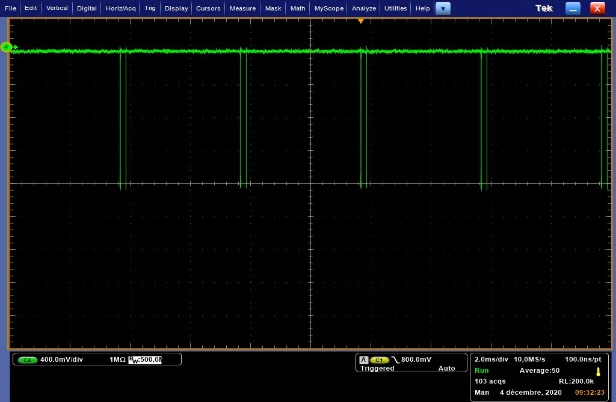 File Edit Vertical Digital Horiz/Acq Trig Display Cursors Measure Mask Math MyScope Analyze Utilities Help Tek
400.0mV/div 1MΩ :500.0M
A C1 800.0mV
Triggered Auto
2.0ms/div 10.0MS/s 100.0ns/pt
Run Average:50
103 acqs RL:200.0k
Man 4 décembre, 2020 09:32:23